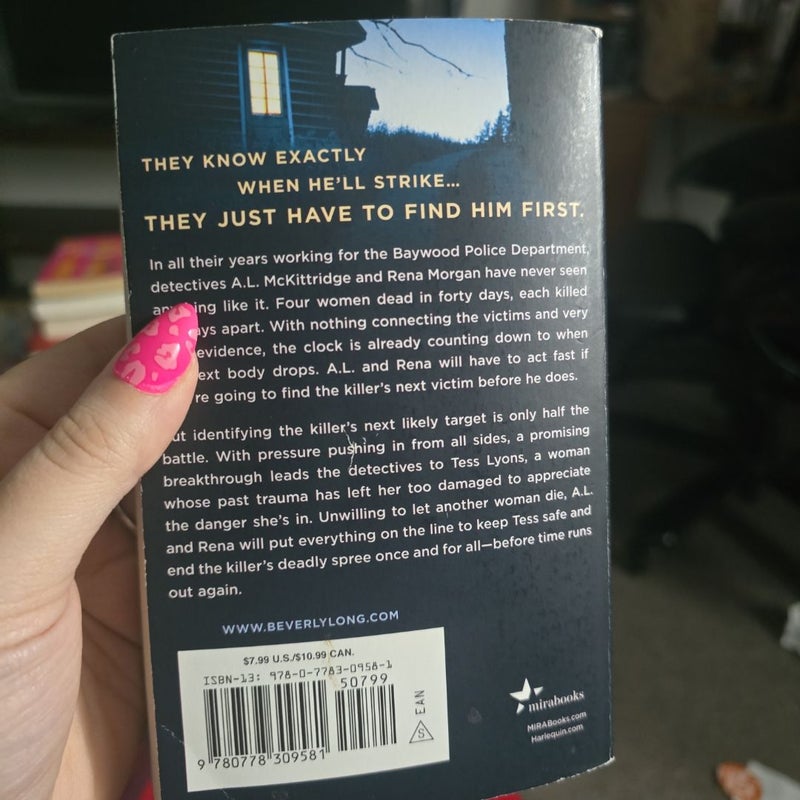 THEY KNOW EXACTLY
WHEN HE'LL STRIKE...
THEY JUST HAVE TO FIND HIM FIRST.
In all their years working for the Baywood Police Department,
detectives A.L. McKittridge and Rena Morgan have never seen
like it. Four women dead in forty days, each killed
apart. With nothing connecting the victims and very
evidence, the clock is already counting down to when
body drops. A.L. and Rena will have to act fast if
going to find the killer's next victim before he does.
identifying the killer's next likely target is only half the
battle. With pressure pushing in from all sides, a promising
breakthrough leads the detectives to Tess Lyons, a woman
whose past trauma has left her too damaged to appreciate
the danger she's in. Unwilling to let another woman die, A.L.
and Rena will put everything on the line to keep Tess safe and
end the killer's deadly spree once and for all—before time runs
out again.
WWW.BEVERLYLONG.COM
$7.99 U.S./$10.99 CAN.
ISBN-13: 978-0-7783-0958-1
50799
EAN
S
9 780778 309581
mirabooks
MIRABooks.com
Harlequin.com